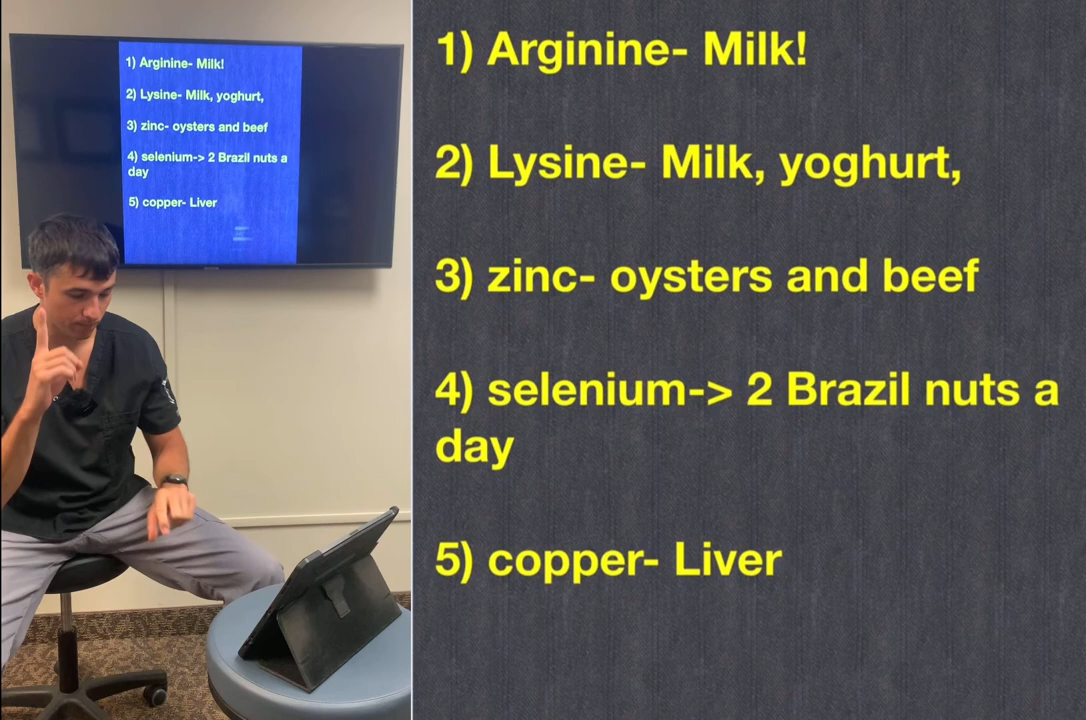 1) Arginine- Milk!
2) Lysine- Milk, yoghurt,
3) zinc- oysters and beef
4) selenium-> 2 Brazil nuts a
day
5) copper- Liver
1) Arginine- Milk!
2) Lysine- Milk, yoghurt,
3) zinc- oysters and beef
4) selenium-> 2 Brazil nuts a
day
5) copper- Liver